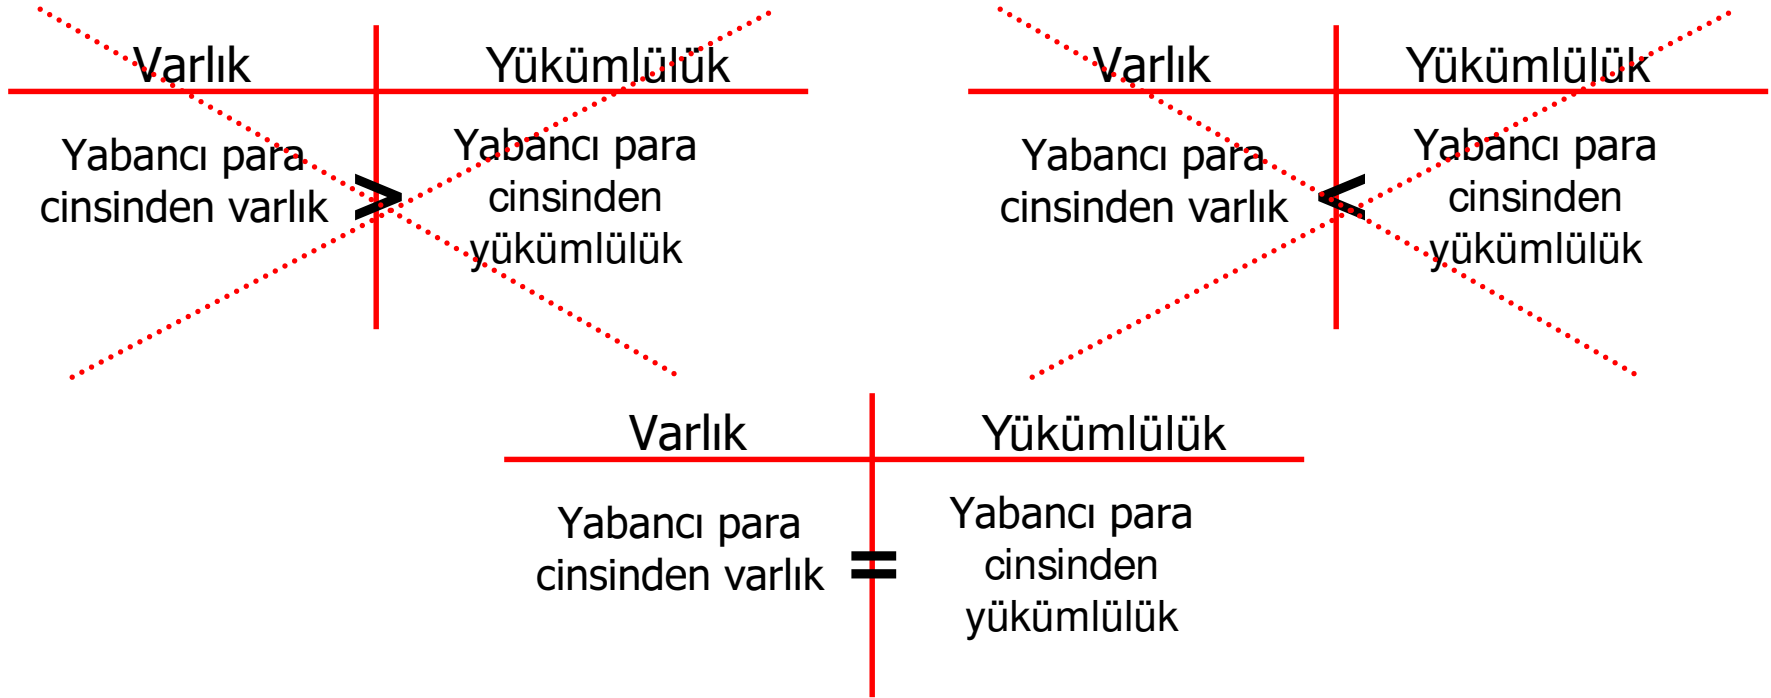 Varlık
Yükümlülük
Yabancı para
cinsinden varlık
>
Yabancı para
cinsinden
yükümlülük
Varlık
Yükümlülük
Yabancı para
cinsinden varlık
<
Yabancı para
cinsinden
yükümlülük
Varlık
Yükümlülük
Yabancı para
cinsinden varlık
=
Yabancı para
cinsinden
yükümlülük